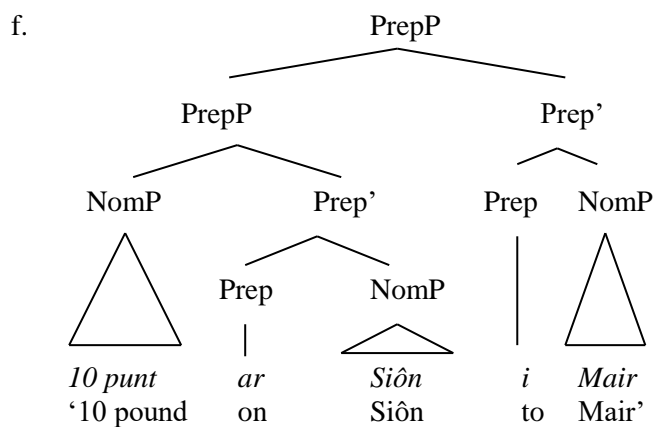 f. PrepP
PrepP Prep’
NomP Prep’ Prep NomP
Prep NomP
10 punt ar Siôn i Mair
‘10 pound on Siôn to Mair’